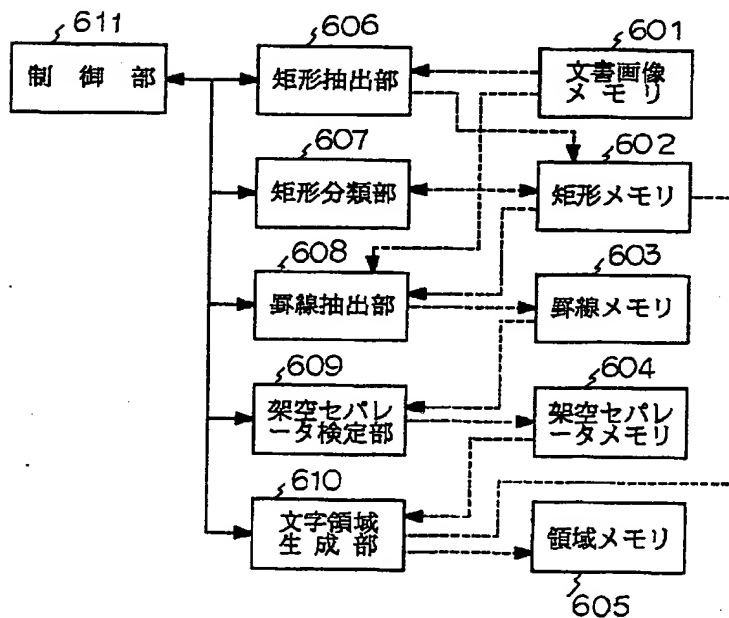 611
制御部
606
矩形抽出部
601
文書画像
メモリ
607
矩形分類部
602
矩形メモリ
608
罫線抽出部
603
罫線メモリ
609
架空セパレ
ータ検定部
604
架空セパレ
ータメモリ
610
文字領域
生成部
領域メモリ
605